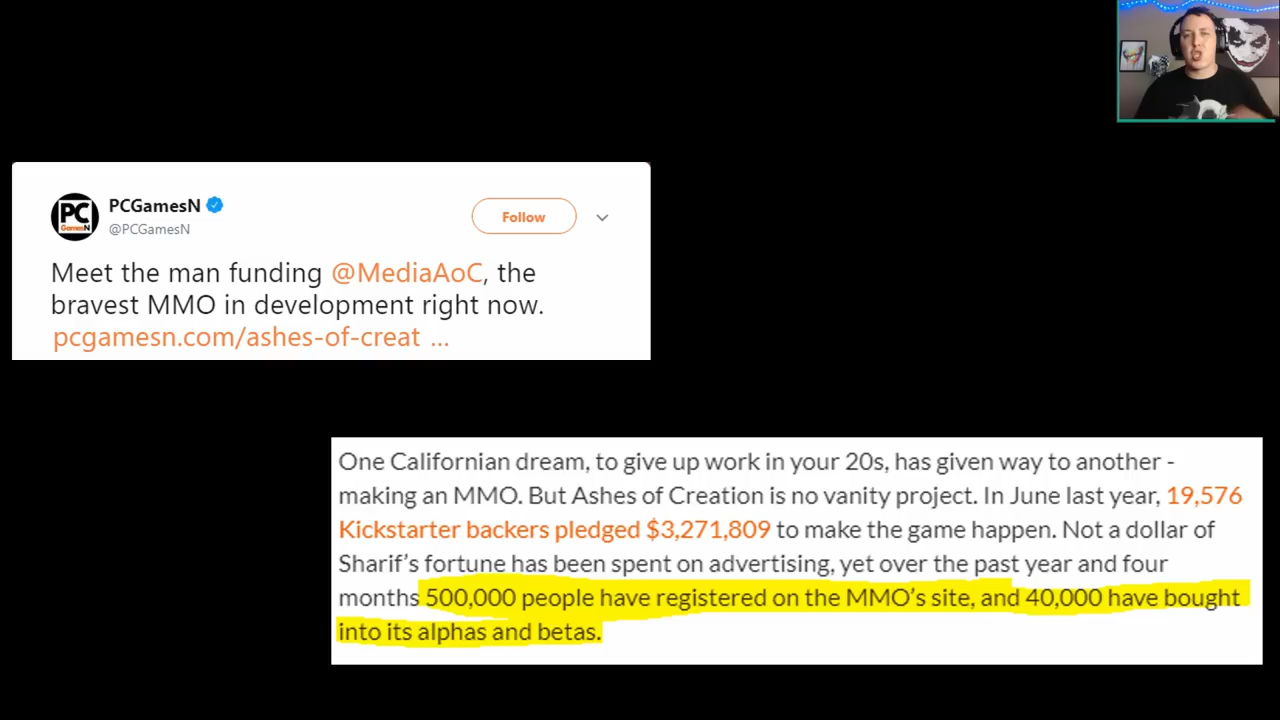 PC
GamesN
PCGamesN
@PCGamesN
Follow
Meet the man funding @MediaAoC, the
bravest MMO in development right now.
pcgamesn.com/ashes-of-creat ...
One Californian dream, to give up work in your 20s, has given way to another -
making an MMO. But Ashes of Creation is no vanity project. In June last year, 19,576
Kickstarter backers pledged $3,271,809 to make the game happen. Not a dollar of
Sharif’s fortune has been spent on advertising, yet over the past year and four
months 500,000 people have registered on the MMO’s site, and 40,000 have bought
into its alphas and betas.